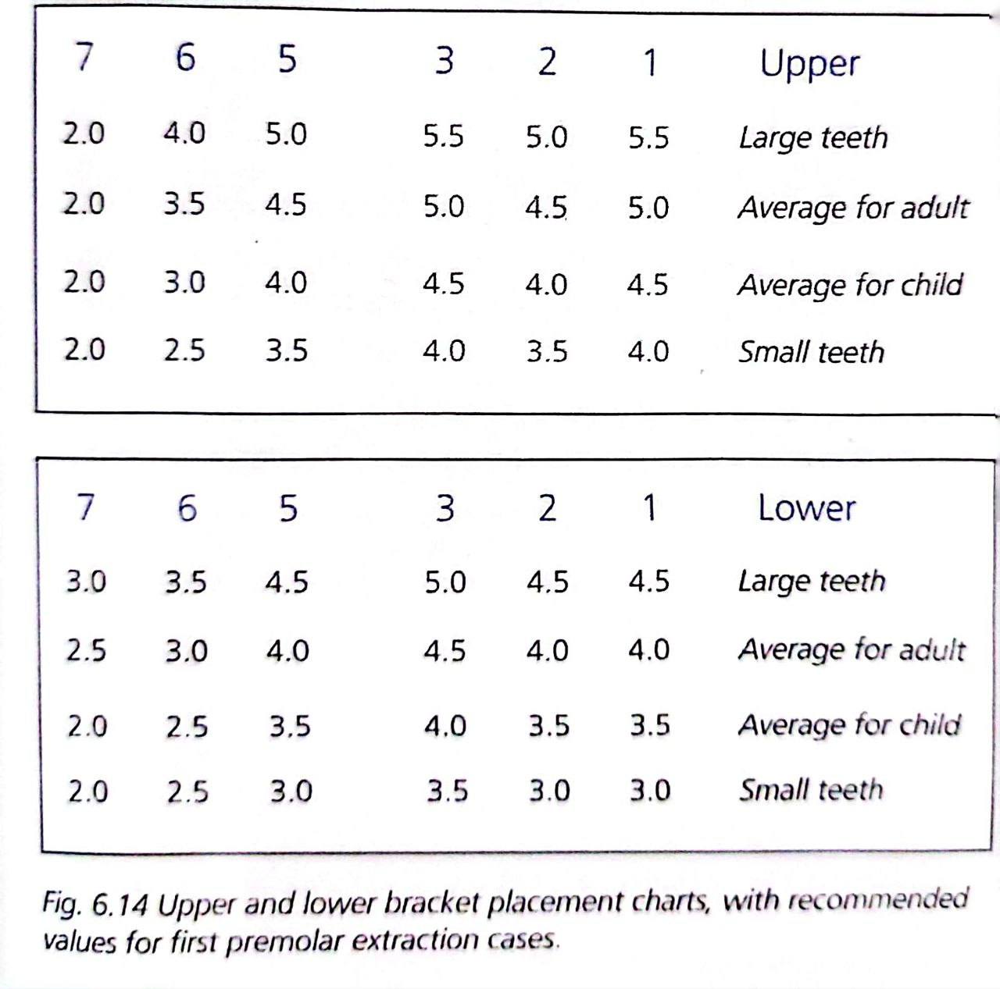 7 6 5 3 2 1 Upper
2.0 4.0 5.0 5.5 5.0 5.5 Large teeth
2.0 3.5 4.5 5.0 4.5 5.0 Average for adult
2.0 3.0 4.0 4.5 4.0 4.5 Average for child
2.0 2.5 3.5 4.0 3.5 4.0 Small teeth
7 6 5 3 2 1 Lower
3.0 3.5 4.5 5.0 4.5 4.5 Large teeth
2.5 3.0 4.0 4.5 4.0 4.0 Average for adult
2.0 2.5 3.5 4.0 3.5 3.5 Average for child
2.0 2.5 3.0 3.5 3.0 3.0 Small teeth
Fig. 6.14 Upper and lower bracket placement charts, with recommended
values for first premolar extraction cases.